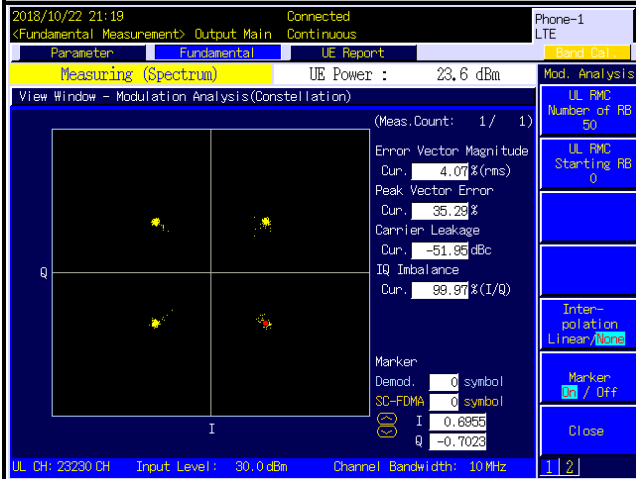 2018/10/22 21:19 Connected Phone-1
<Fundamental Measurement> Output Main Continuous LTE
Parameter Fundamental UE Report Band Cal.
Measuring (Spectrum) UE Power : 23.6 dBm Mod. Analysis
View Window - Modulation Analysis(Constellation)
(Meas.Count: 1/ 1)
Error Vector Magnitude
Cur. 4.07 %(rms)
Peak Vector Error
Cur. 35.29 %
Carrier Leakage
Cur. -51.95 dBc
IQ Imbalance
Cur. 99.97 %(I/Q)
Q
I
Marker
Demod. 0 symbol
SC-FDMA 0 symbol
I 0.6955
Q -0.7023
UL RMC
Number of RB
50
UL RMC
Starting RB
0
Inter-
polation
Linear/None
Marker
On / Off
Close
UL CH: 23230 CH Input Level: 30.0 dBm Channel Bandwidth: 10 MHz 1 2